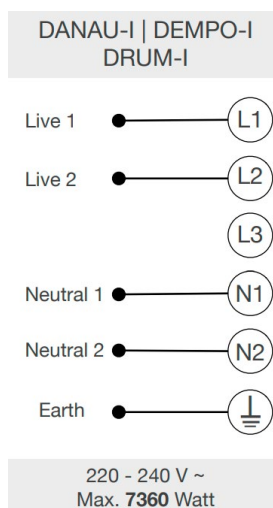 DANAU-I | DEMPO-I
DRUM-I
Live 1 L1
Live 2 L2
L3
Neutral 1 N1
Neutral 2 N2
Earth
220 - 240 V ~
Max. 7360 Watt